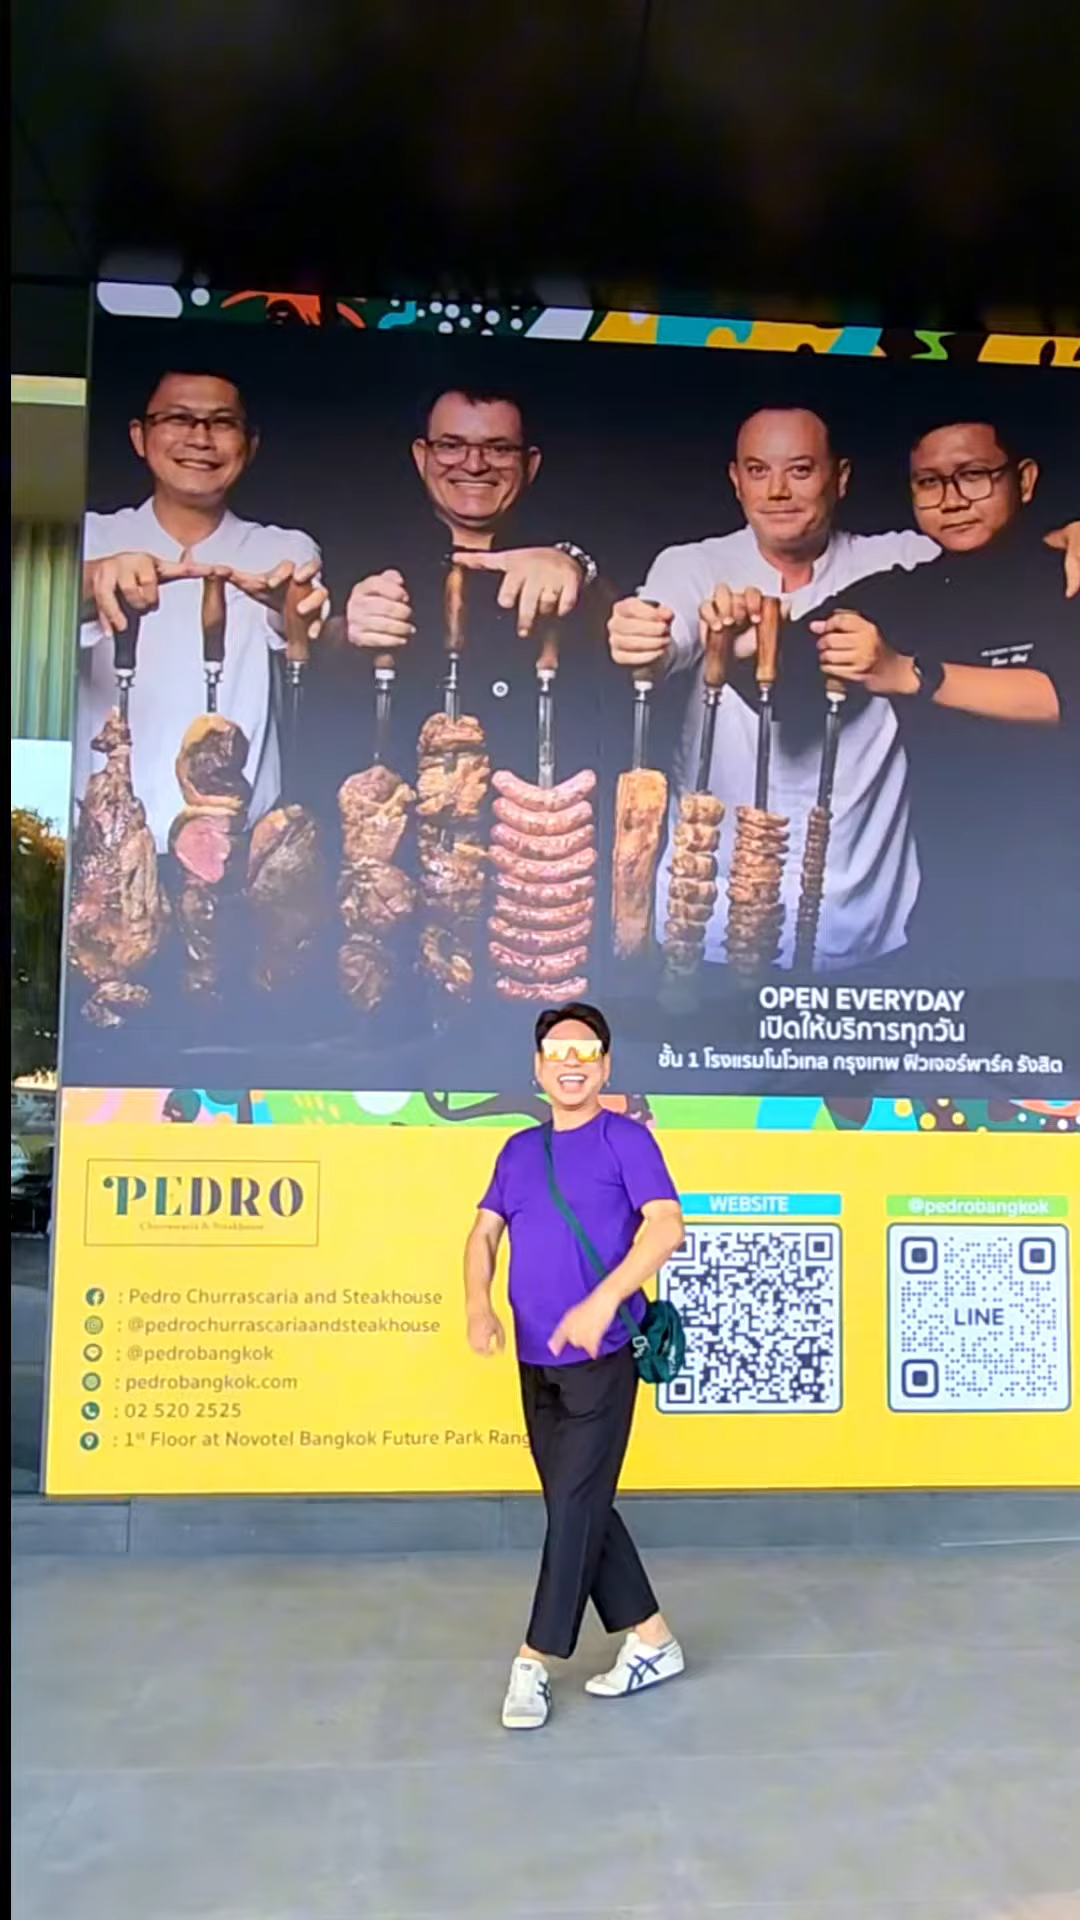 OPEN EVERYDAY
เปิดให้บริการทุกวัน
ชั้น 1 โรงแรมโนโวเทล กรุงเทพ ฟิวเจอร์พาร์ค รังสิต
PEDRO
Churrascaria & Steakhouse
: Pedro Churrascaria and Steakhouse
: @pedrochurrascariaandsteakhouse
: @pedrobangkok
: pedrobangkok.com
: 02 520 2525
: 1st Floor at Novotel Bangkok Future Park Rang
WEBSITE
@pedrobangkok
LINE